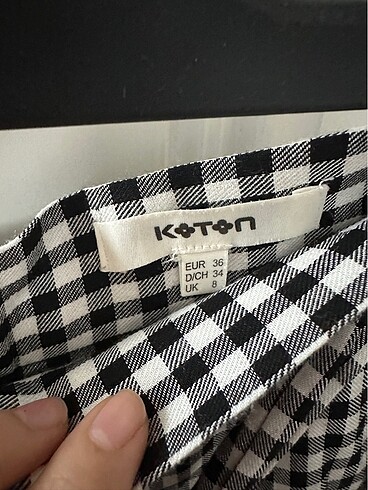 KOTON
EUR 36
D/CH 34
UK 8